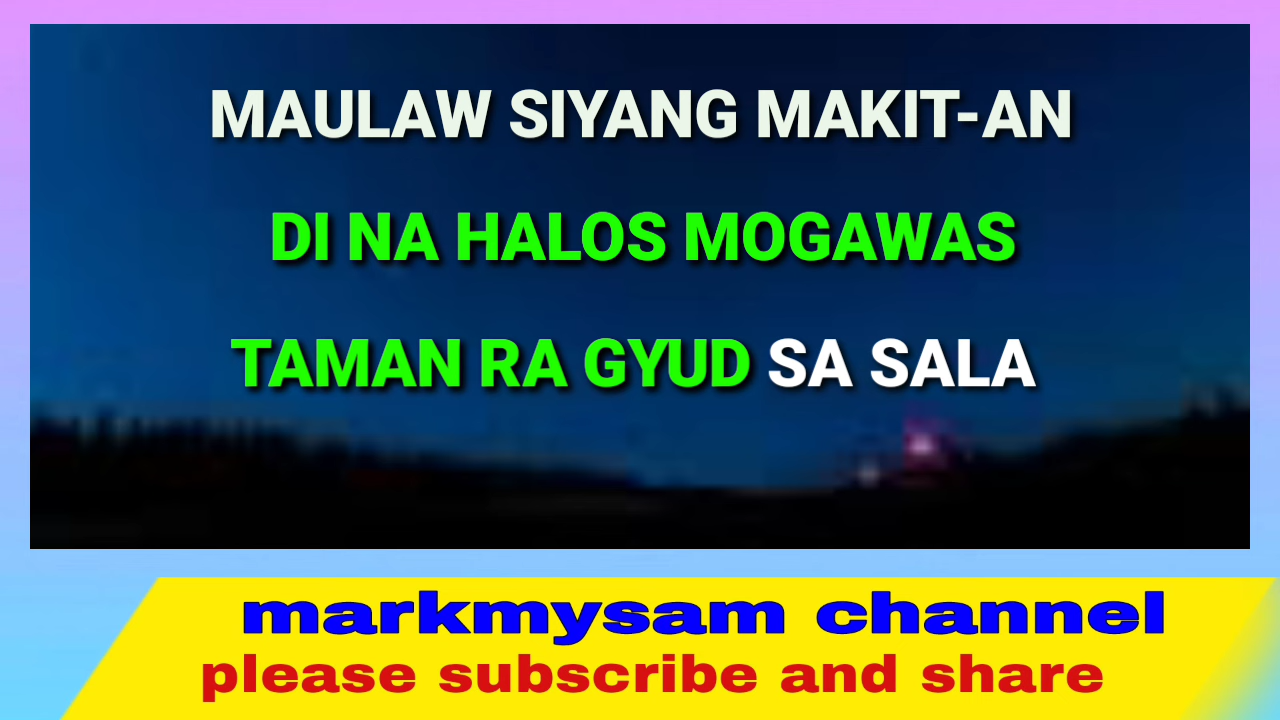 MAULAW SIYANG MAKIT-AN
DI NA HALOS MOGAWAS
TAMAN RA GYUD SA SALA
markmysam channel
please subscribe and share